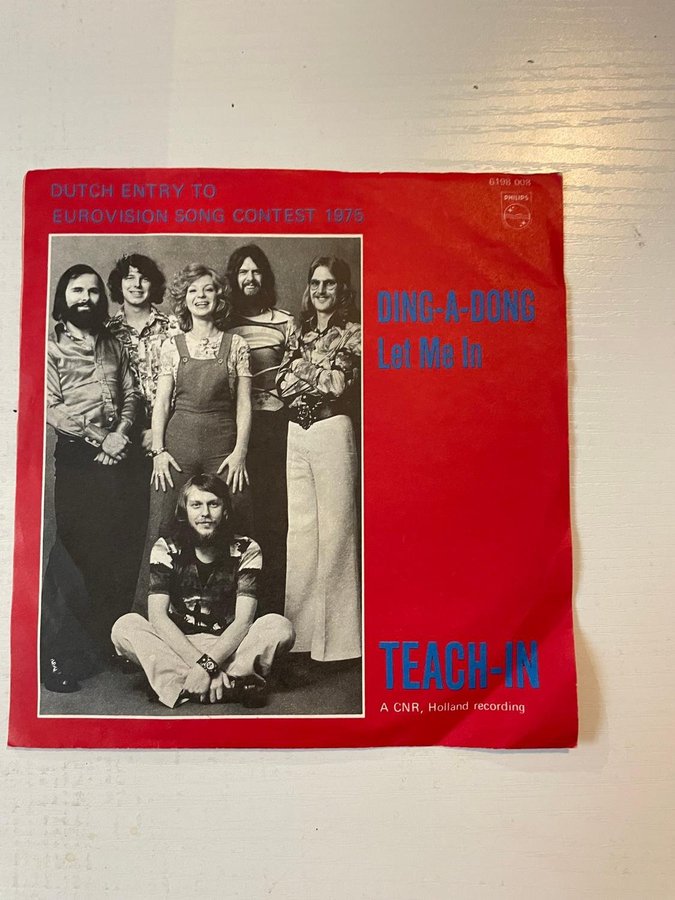 DUTCH ENTRY TO
EUROVISION SONG CONTEST 1975
6198 008
PHILIPS
DING-A-DONG
Let Me In
TEACH-IN
A CNR, Holland recording